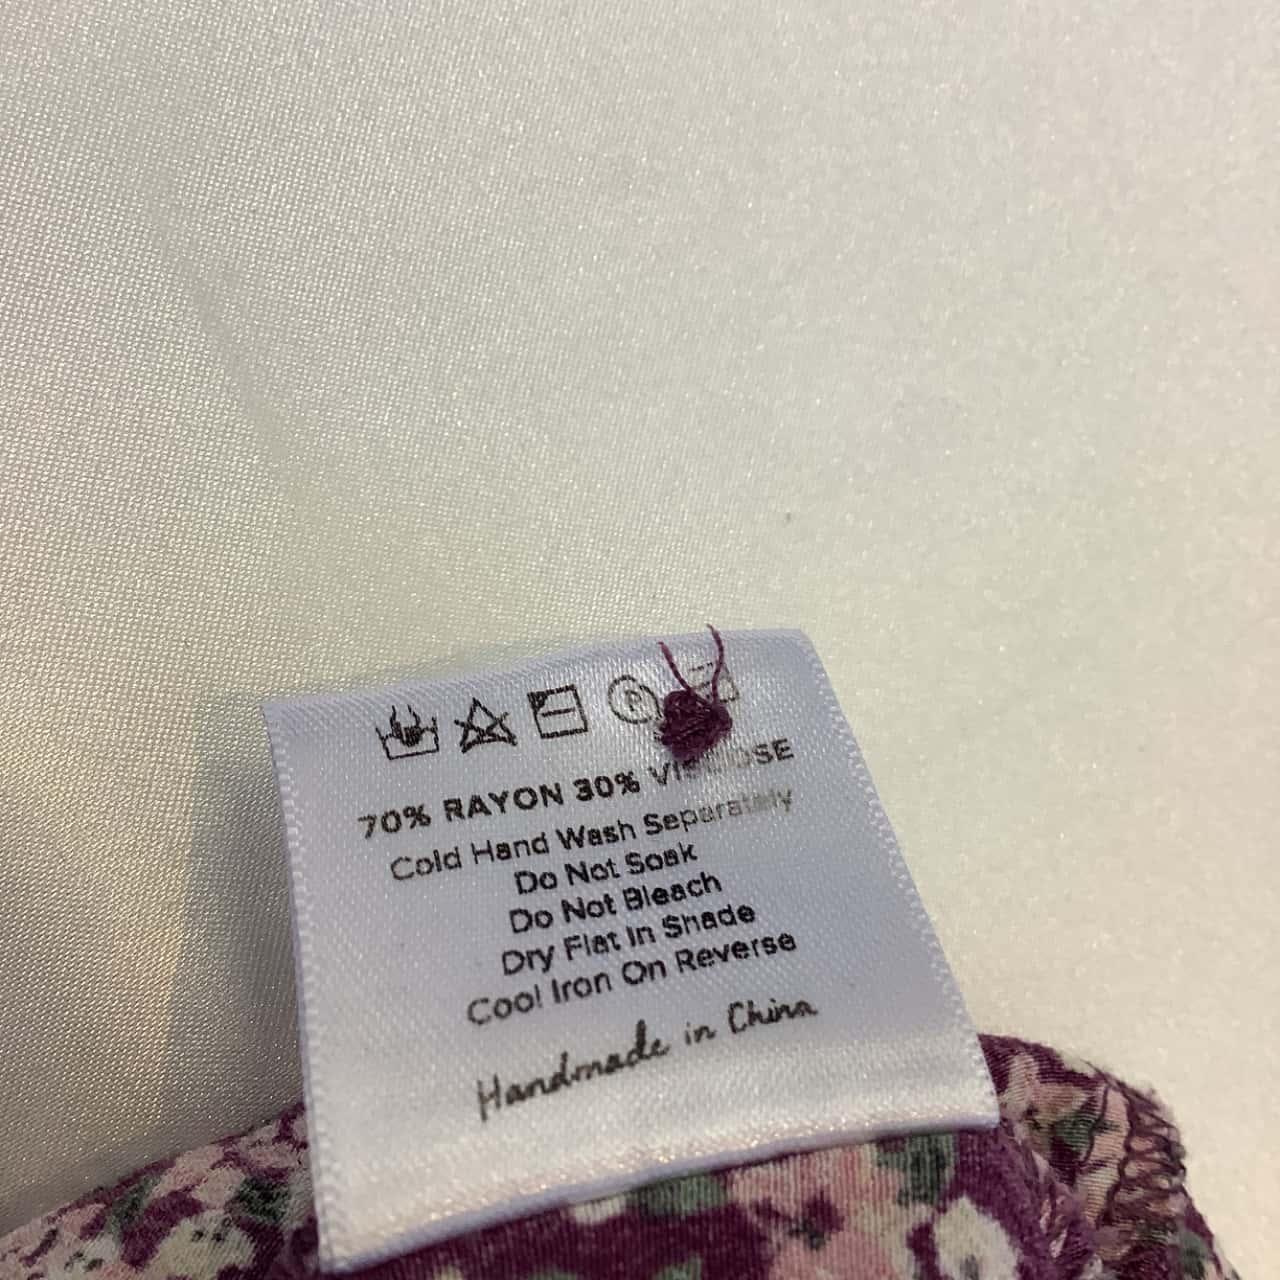 P
70% RAYON 30% VISCOSE
Cold Hand Wash Separately
Do Not Soak
Do Not Bleach
Dry Flat In Shade
Cool Iron On Reverse
Handmade in China